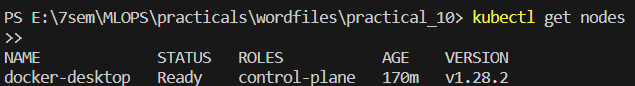 PS E:\7sem\MLOPS\practicals\wordfiles\practical_10> kubectl get nodes
>>
NAME STATUS ROLES AGE VERSION
docker-desktop Ready control-plane 170m v1.28.2